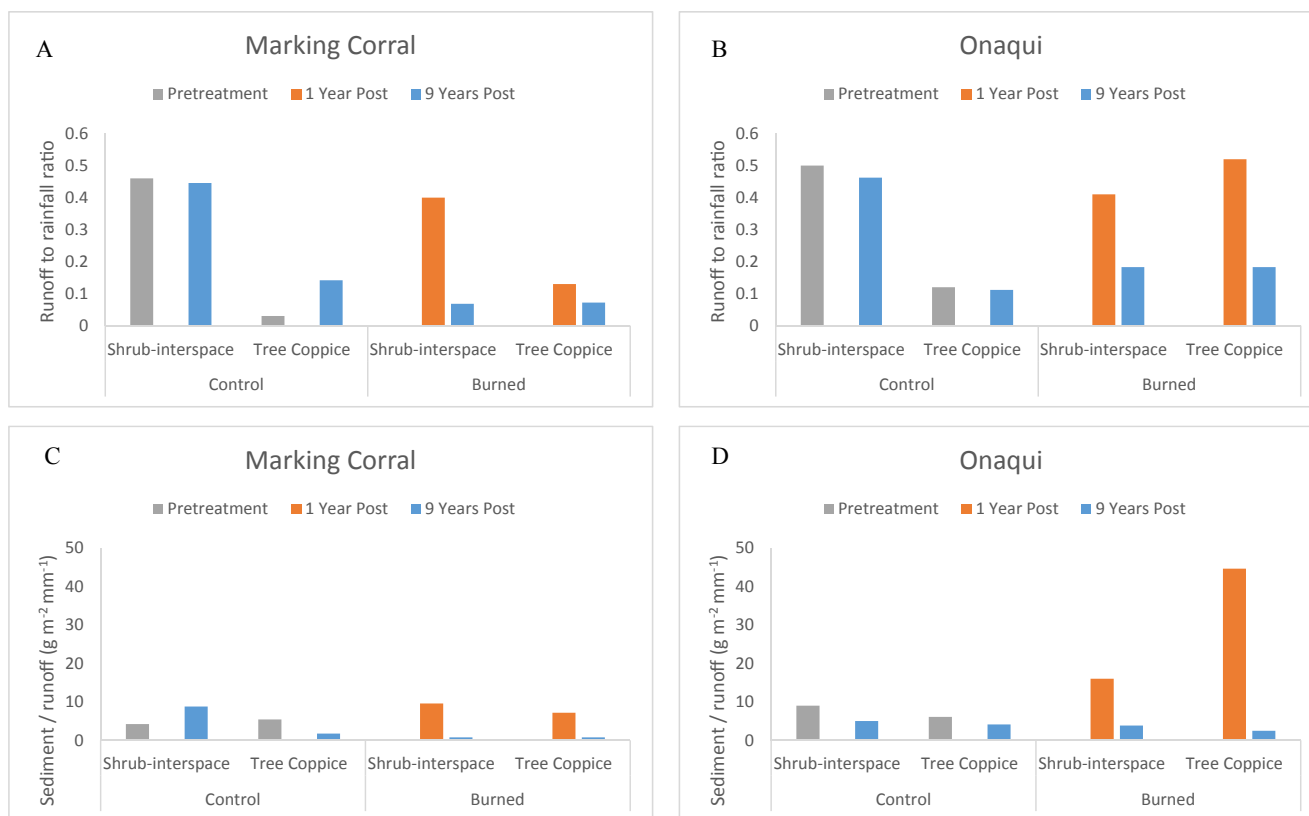 A
Marking Corral
Pretreatment 1 Year Post 9 Years Post
Runoff to rainfall ratio
0.6
0.5
0.4
0.3
0.2
0.1
0
Shrub-interspace Tree Coppice Shrub-interspace Tree Coppice
Control Burned
B
Onaqui
Pretreatment 1 Year Post 9 Years Post
Runoff to rainfall ratio
0.6
0.5
0.4
0.3
0.2
0.1
0
Shrub-interspace Tree Coppice Shrub-interspace Tree Coppice
Control Burned
C
Marking Corral
Pretreatment 1 Year Post 9 Years Post
Sediment / runoff (g m⁻² mm⁻¹)
50
40
30
20
10
0
Shrub-interspace Tree Coppice Shrub-interspace Tree Coppice
Control Burned
D
Onaqui
Pretreatment 1 Year Post 9 Years Post
Sediment / runoff (g m⁻² mm⁻¹)
50
40
30
20
10
0
Shrub-interspace Tree Coppice Shrub-interspace Tree Coppice
Control Burned